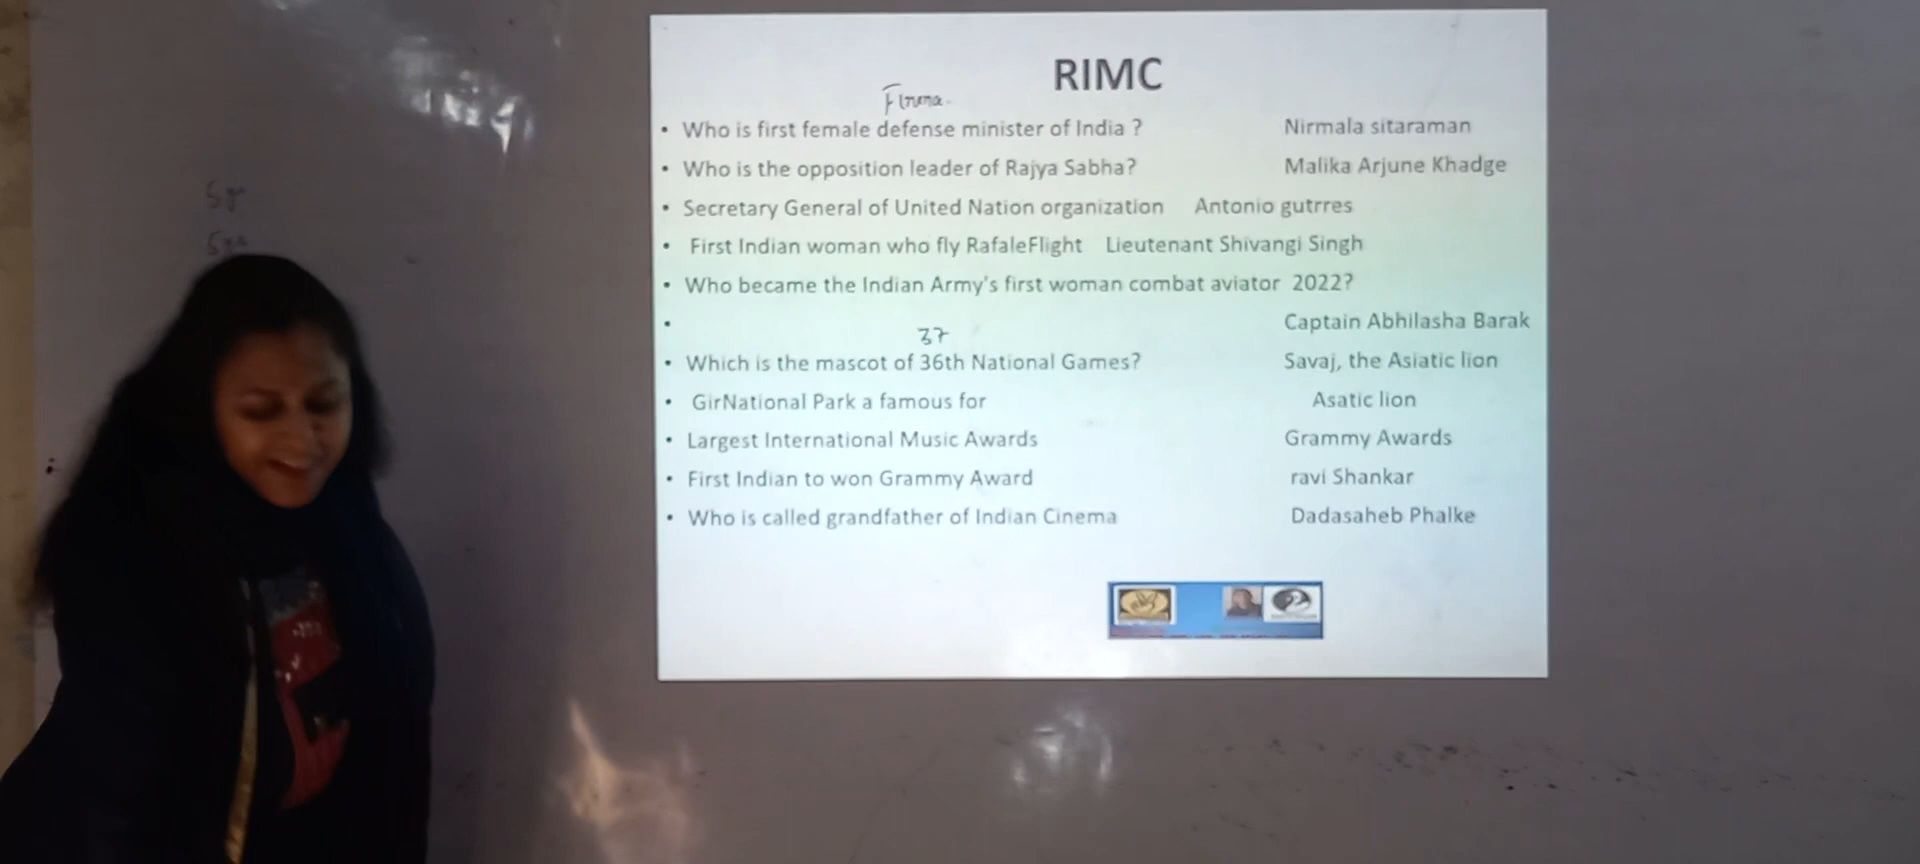 RIMC
• Who is first female defense minister of India ? Nirmala sitaraman
• Who is the opposition leader of Rajya Sabha? Malika Arjune Khadge
• Secretary General of United Nation organization Antonio gutrres
• First Indian woman who fly RafaleFlight Lieutenant Shivangi Singh
• Who became the Indian Army's first woman combat aviator 2022?
• Captain Abhilasha Barak
37
• Which is the mascot of 36th National Games? Savaj, the Asiatic lion
• GirNational Park a famous for Asatic lion
• Largest International Music Awards Grammy Awards
• First Indian to won Grammy Award ravi Shankar
• Who is called grandfather of Indian Cinema Dadasaheb Phalke